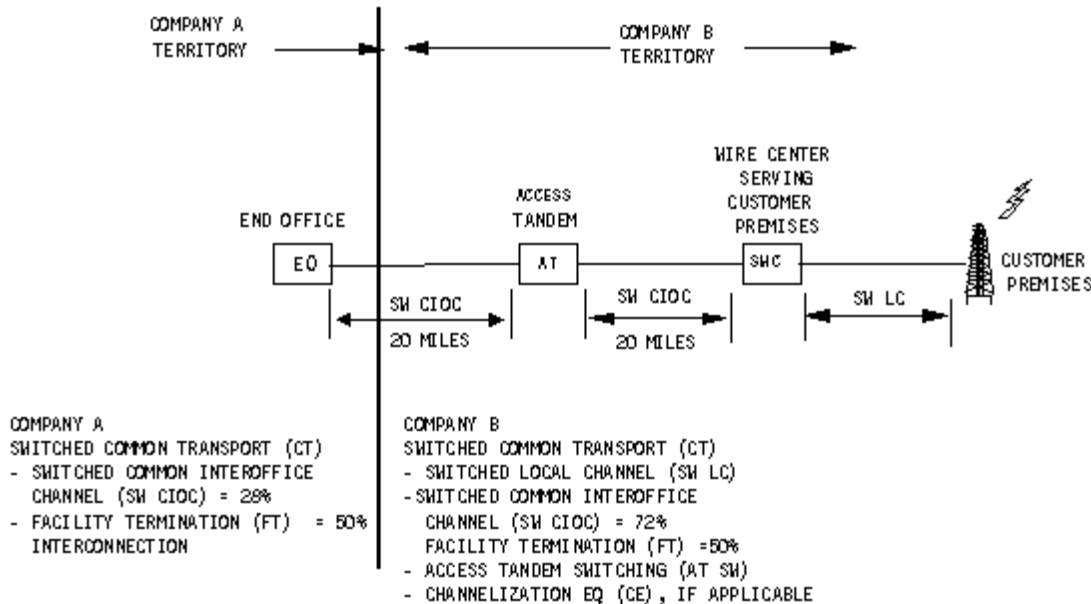 COMPANY A
TERRITORY
COMPANY B
TERRITORY
WIRE CENTER
SERVING
CUSTOMER
PREMISES
ACCESS
TANDEM
END OFFICE
EO
AT
SWC
CUSTOMER
PREMISES
SW CIOC
20 MILES
SW CIOC
20 MILES
SW LC
COMPANY A
SWITCHED COMMON TRANSPORT (CT)
- SWITCHED COMMON INTEROFFICE
CHANNEL (SW CIOC) = 28%
- FACILITY TERMINATION (FT) = 50%
INTERCONNECTION
COMPANY B
SWITCHED COMMON TRANSPORT (CT)
- SWITCHED LOCAL CHANNEL (SW LC)
-SWITCHED COMMON INTEROFFICE
CHANNEL (SW CIOC) = 72%
FACILITY TERMINATION (FT) =50%
- ACCESS TANDEM SWITCHING (AT SW)
- CHANNELIZATION EQ (CE), IF APPLICABLE